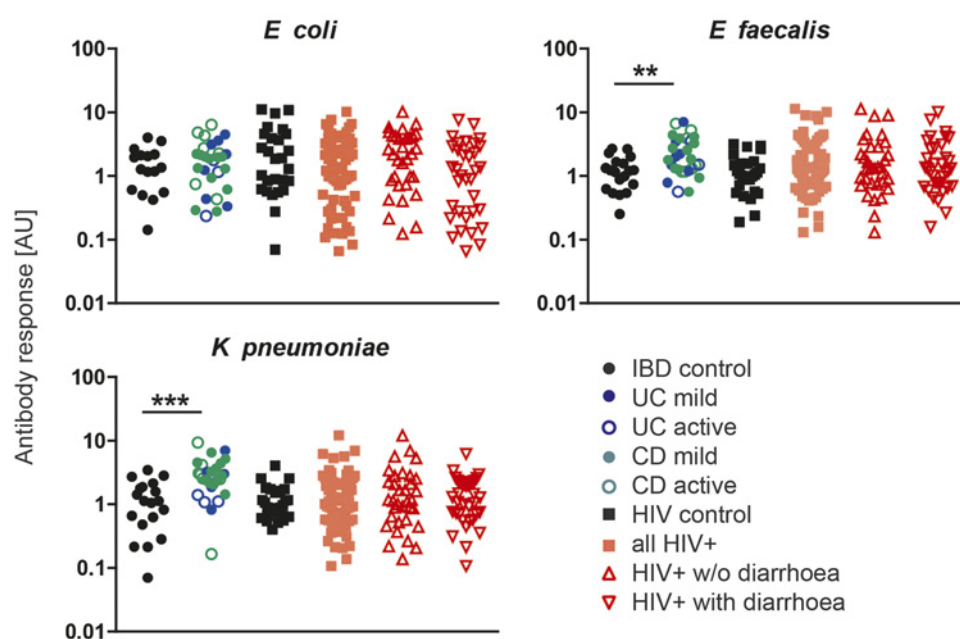 E coli
100
10
1
0.1
0.01
E faecalis
100
**
10
1
0.1
0.01
Antibody response [AU]
K pneumoniae
100
***
10
1
0.1
0.01
IBD control
UC mild
UC active
CD mild
CD active
HIV control
all HIV+
HIV+ w/o diarrhoea
HIV+ with diarrhoea